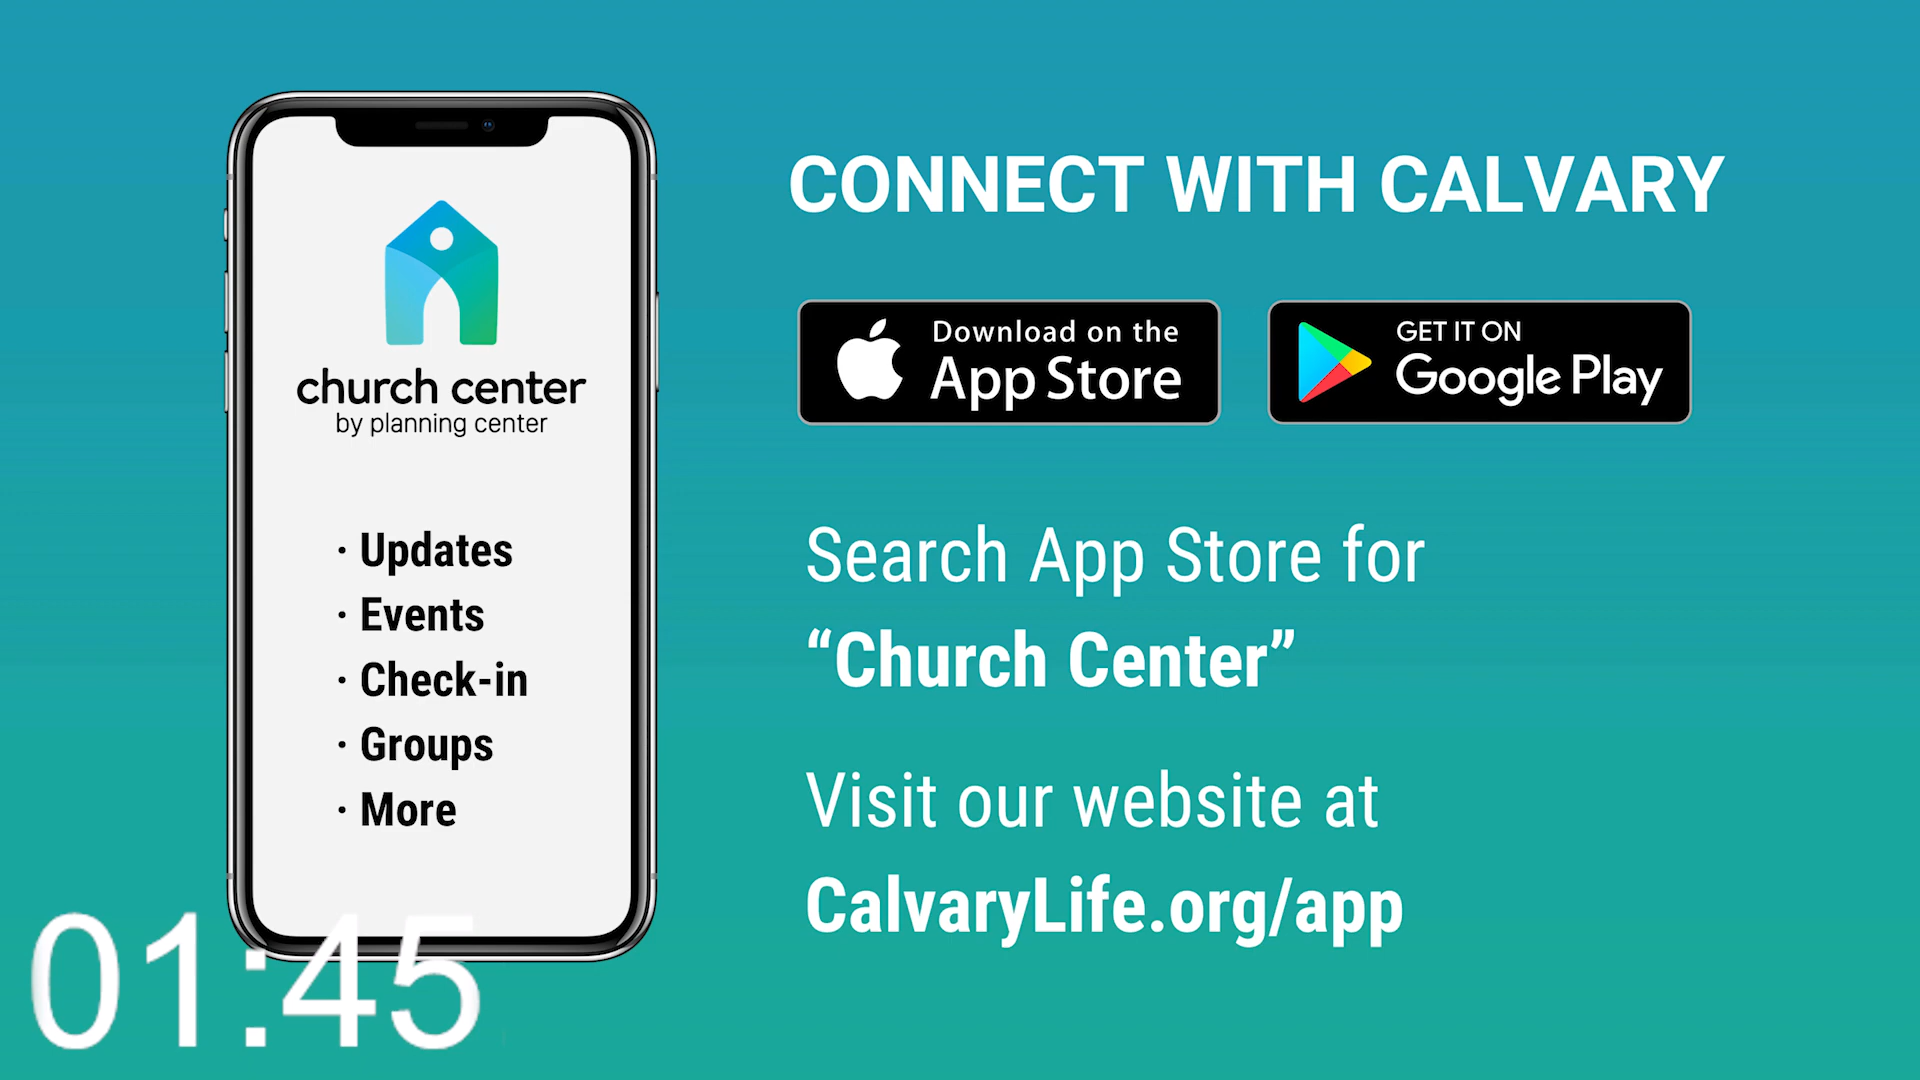 church center
by planning center
· Updates
· Events
· Check-in
· Groups
· More
CONNECT WITH CALVARY
Download on the
App Store
GET IT ON
Google Play
Search App Store for
“Church Center”
Visit our website at
CalvaryLife.org/app
01:45